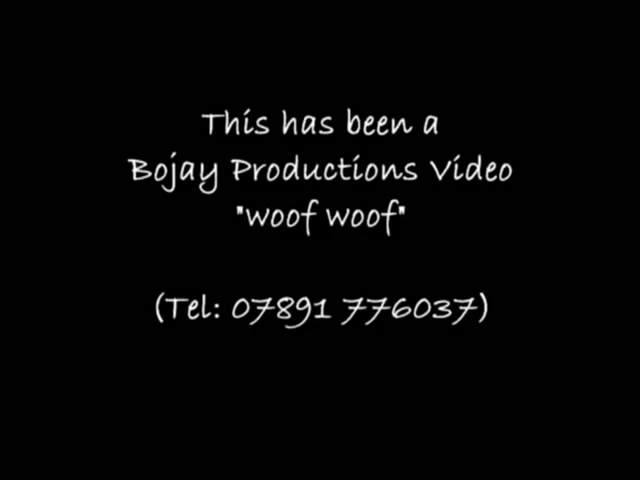 This has been a
Bojay Productions Video
"woof woof"
(Tel: 07891 776037)